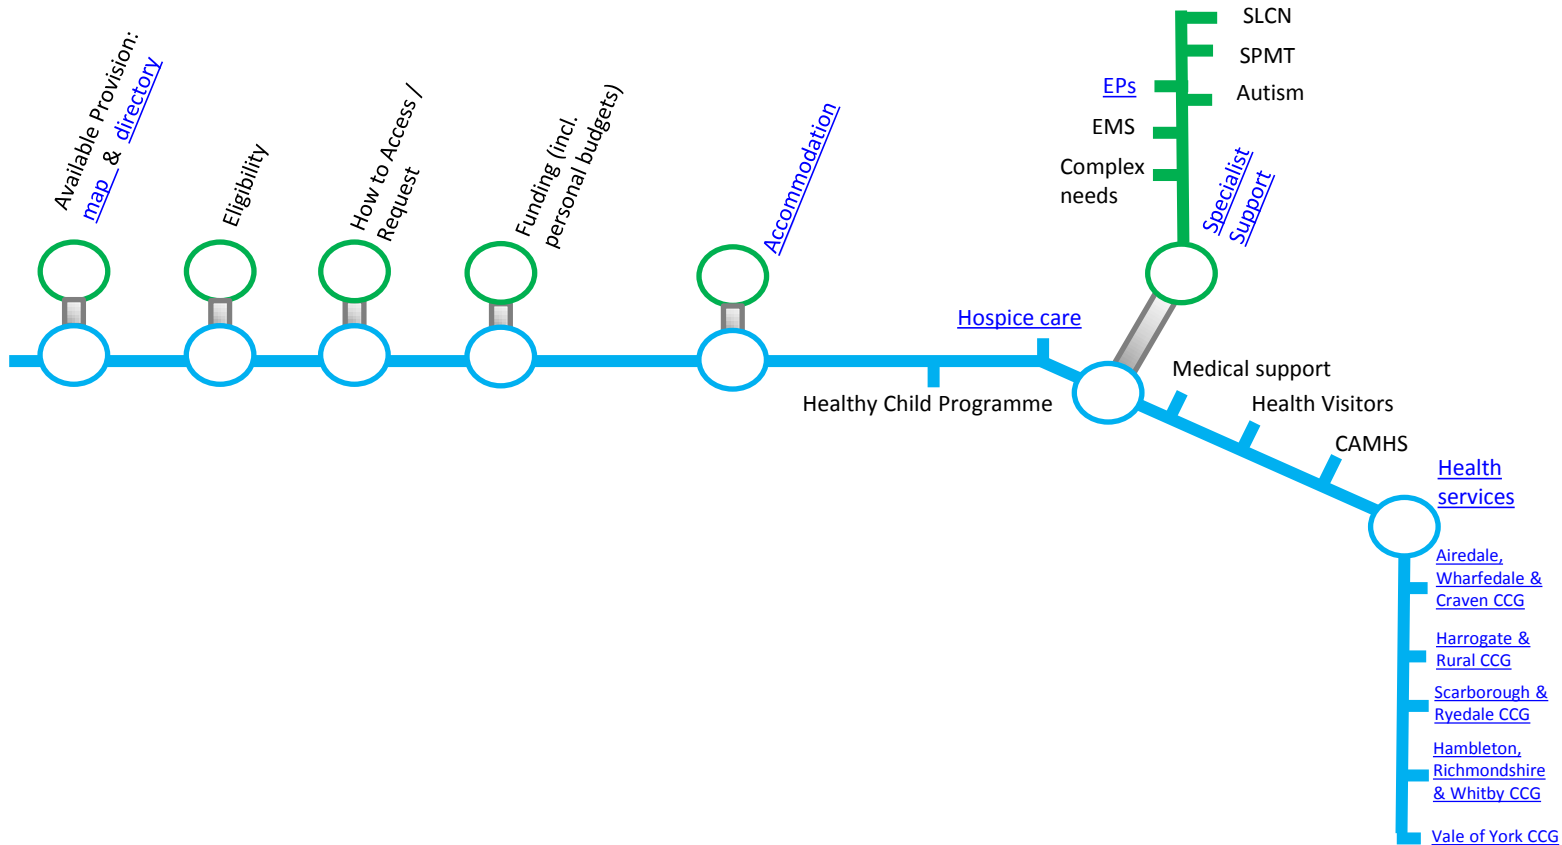 Available Provision:
map & directory
Eligibility
How to Access /
Request
Funding (incl.
personal budgets)
Accommodation
SLCN
SPMT
EPs
Autism
EMS
Complex
needs
Specialist
Support
Hospice care
Healthy Child Programme
Medical support
Health Visitors
CAMHS
Health
services
Airedale,
Wharfedale &
Craven CCG
Harrogate &
Rural CCG
Scarborough &
Ryedale CCG
Hambleton,
Richmondshire
& Whitby CCG
Vale of York CCG